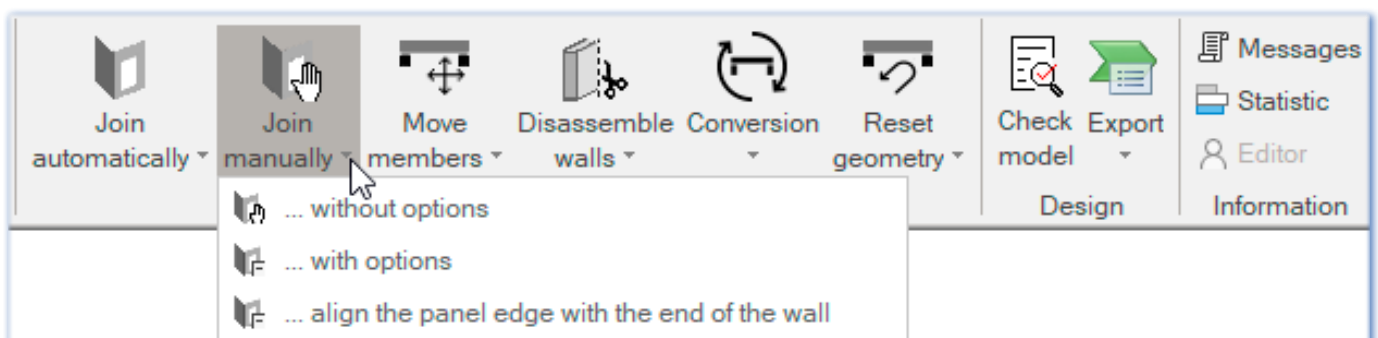 Join
automatically
Join
manually
Move
members
Disassemble
walls
Conversion
Reset
geometry
Check
model
Export
Design
Messages
Statistic
Editor
Information
... without options
... with options
... align the panel edge with the end of the wall